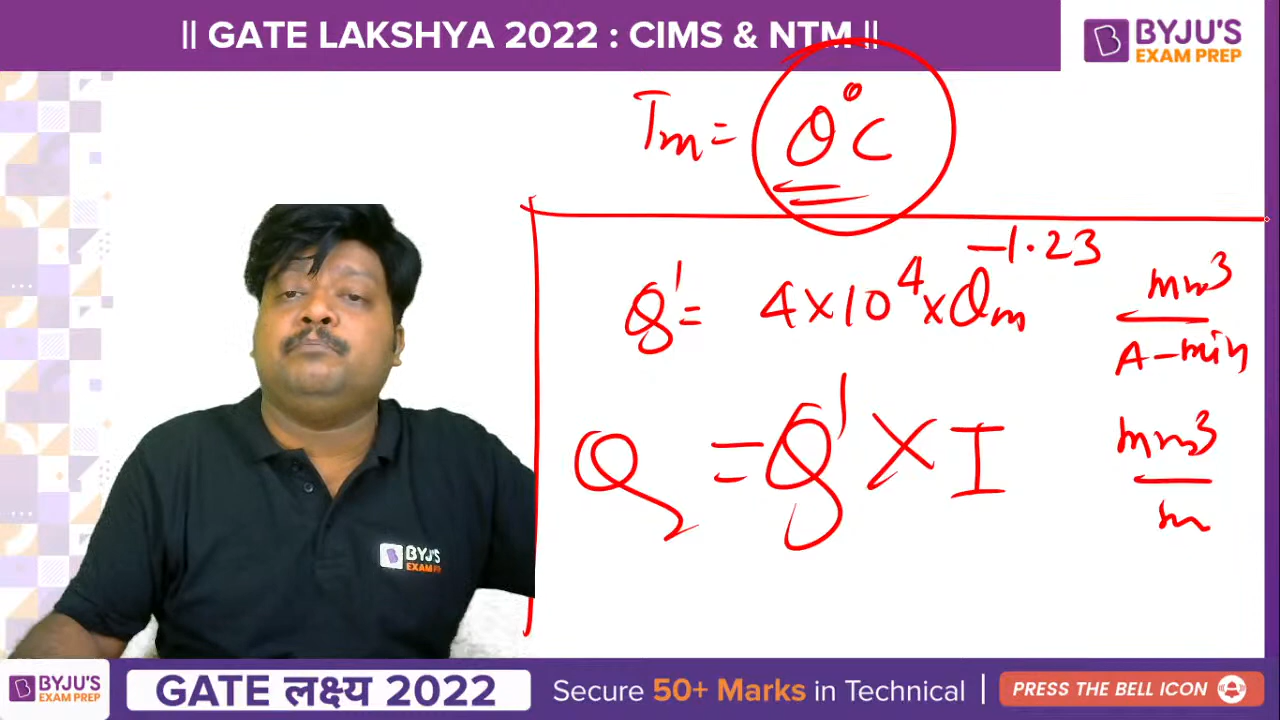 || GATE LAKSHYA 2022 : CIMS & NTM ||
BYJU'S
EXAM PREP
Tm = θ°C
Q' = 4×10⁴×θm^-1.23 mm³/A-min
Q = Q' × I mm³/m
BYJU'S
EXAM PREP
BYJU'S
EXAM PREP
GATE लक्ष्य 2022
Secure 50+ Marks in Technical
PRESS THE BELL ICON